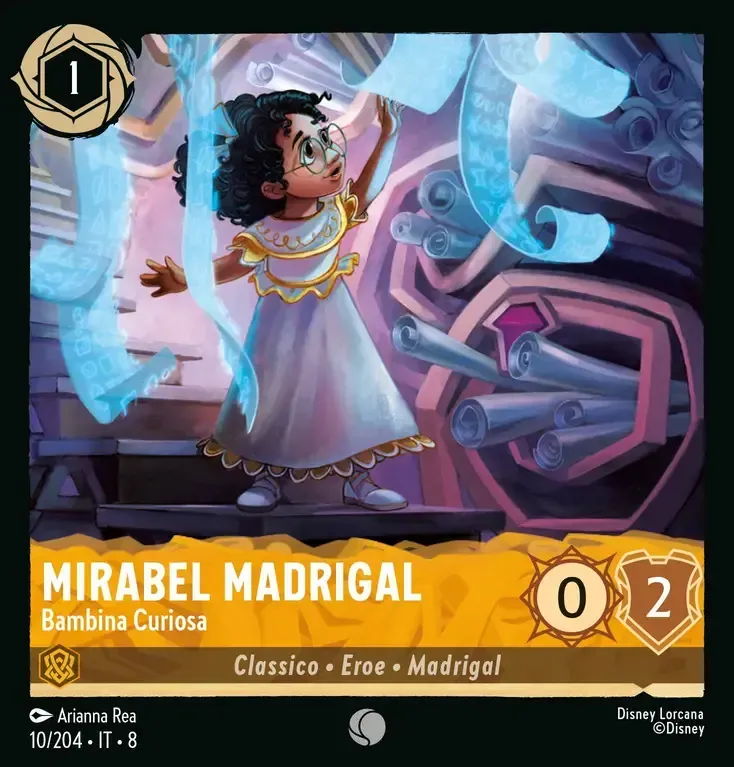 1
MIRABEL MADRIGAL
Bambina Curiosa
0
2
Classico • Eroe • Madrigal
Arianna Rea
10/204 • IT • 8
Disney Lorcana
©Disney